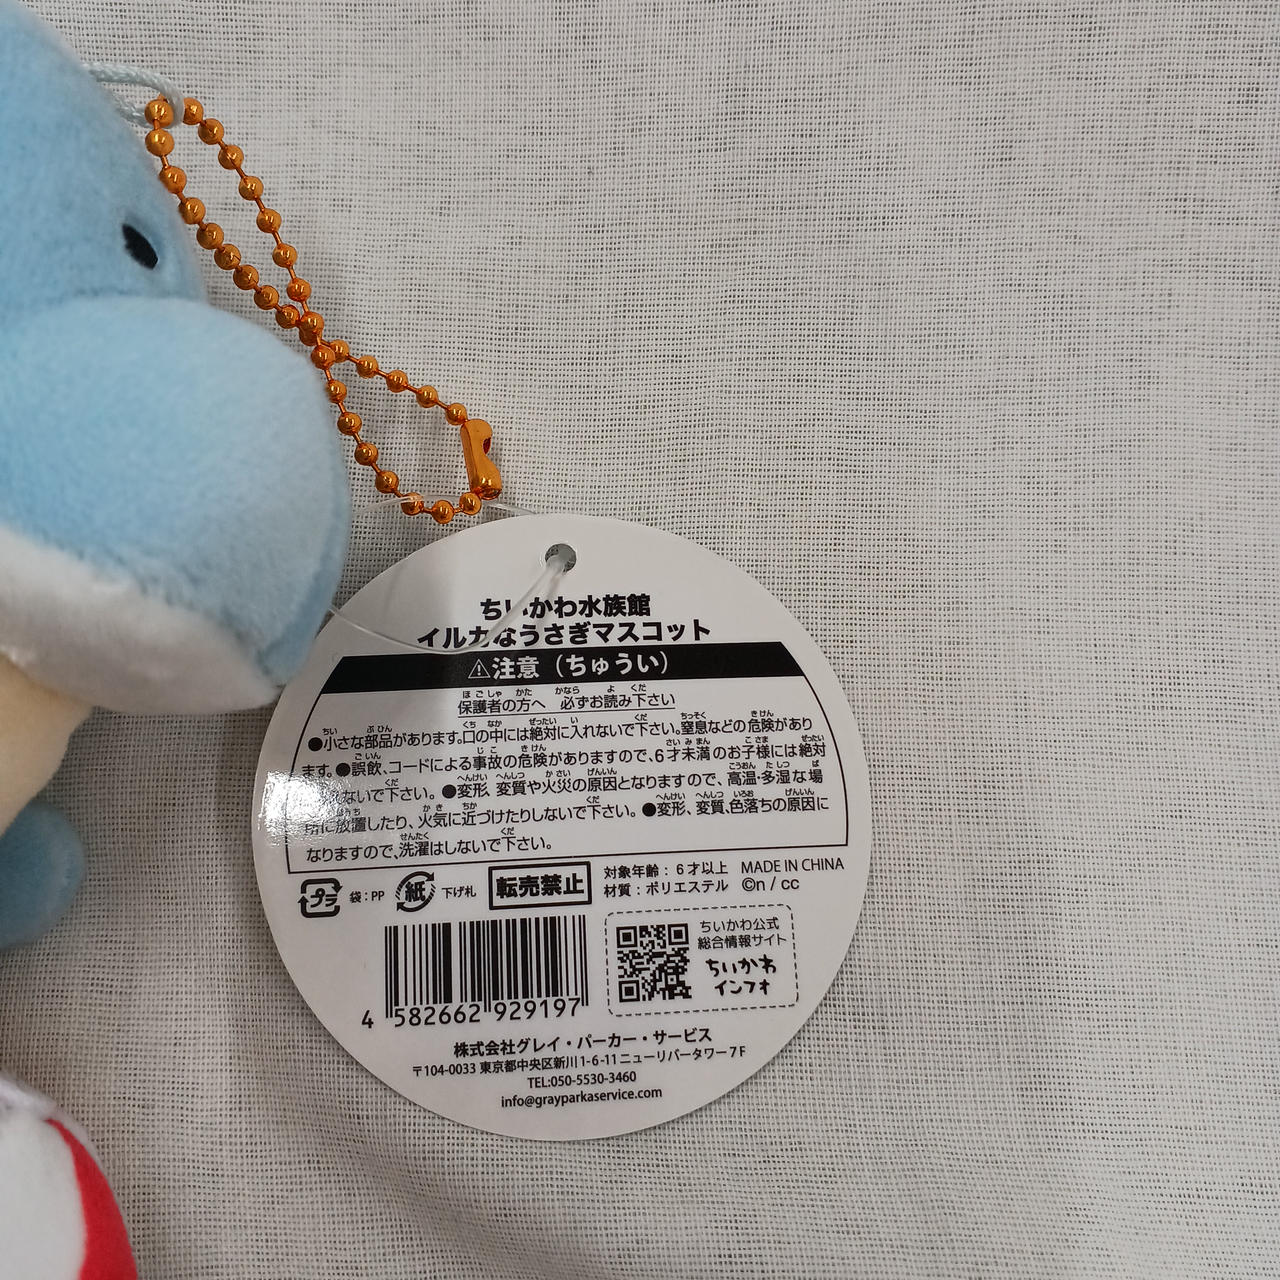 ちいかわ水族館
イルカなうさぎマスコット
⚠注意（ちゅうい）
保護者の方へ 必ずお読み下さい
●小さな部品があります。口の中には絶対に入れないで下さい。窒息などの危険があり
ます。●誤飲、コードによる事故の危険がありますので、6才未満のお子様には絶対
ないで下さい。●変形、変質や火災の原因となりますので、高温・多湿な場
所に放置したり、火気に近づけたりしないで下さい。●変形、変質、色落ちの原因に
なりますので、洗濯はしないで下さい。
プラ 袋：PP 紙 下げ札 転売禁止
対象年齢：6才以上 MADE IN CHINA
材質：ポリエステル ©n / cc
4 582662 929197
ちいかわ公式
総合情報サイト
ちいかわ
インフォ
株式会社グレイ・パーカー・サービス
〒104-0033 東京都中央区新川1-6-11ニューリバータワー7F
TEL:050-5530-3460
info@grayparkaservice.com